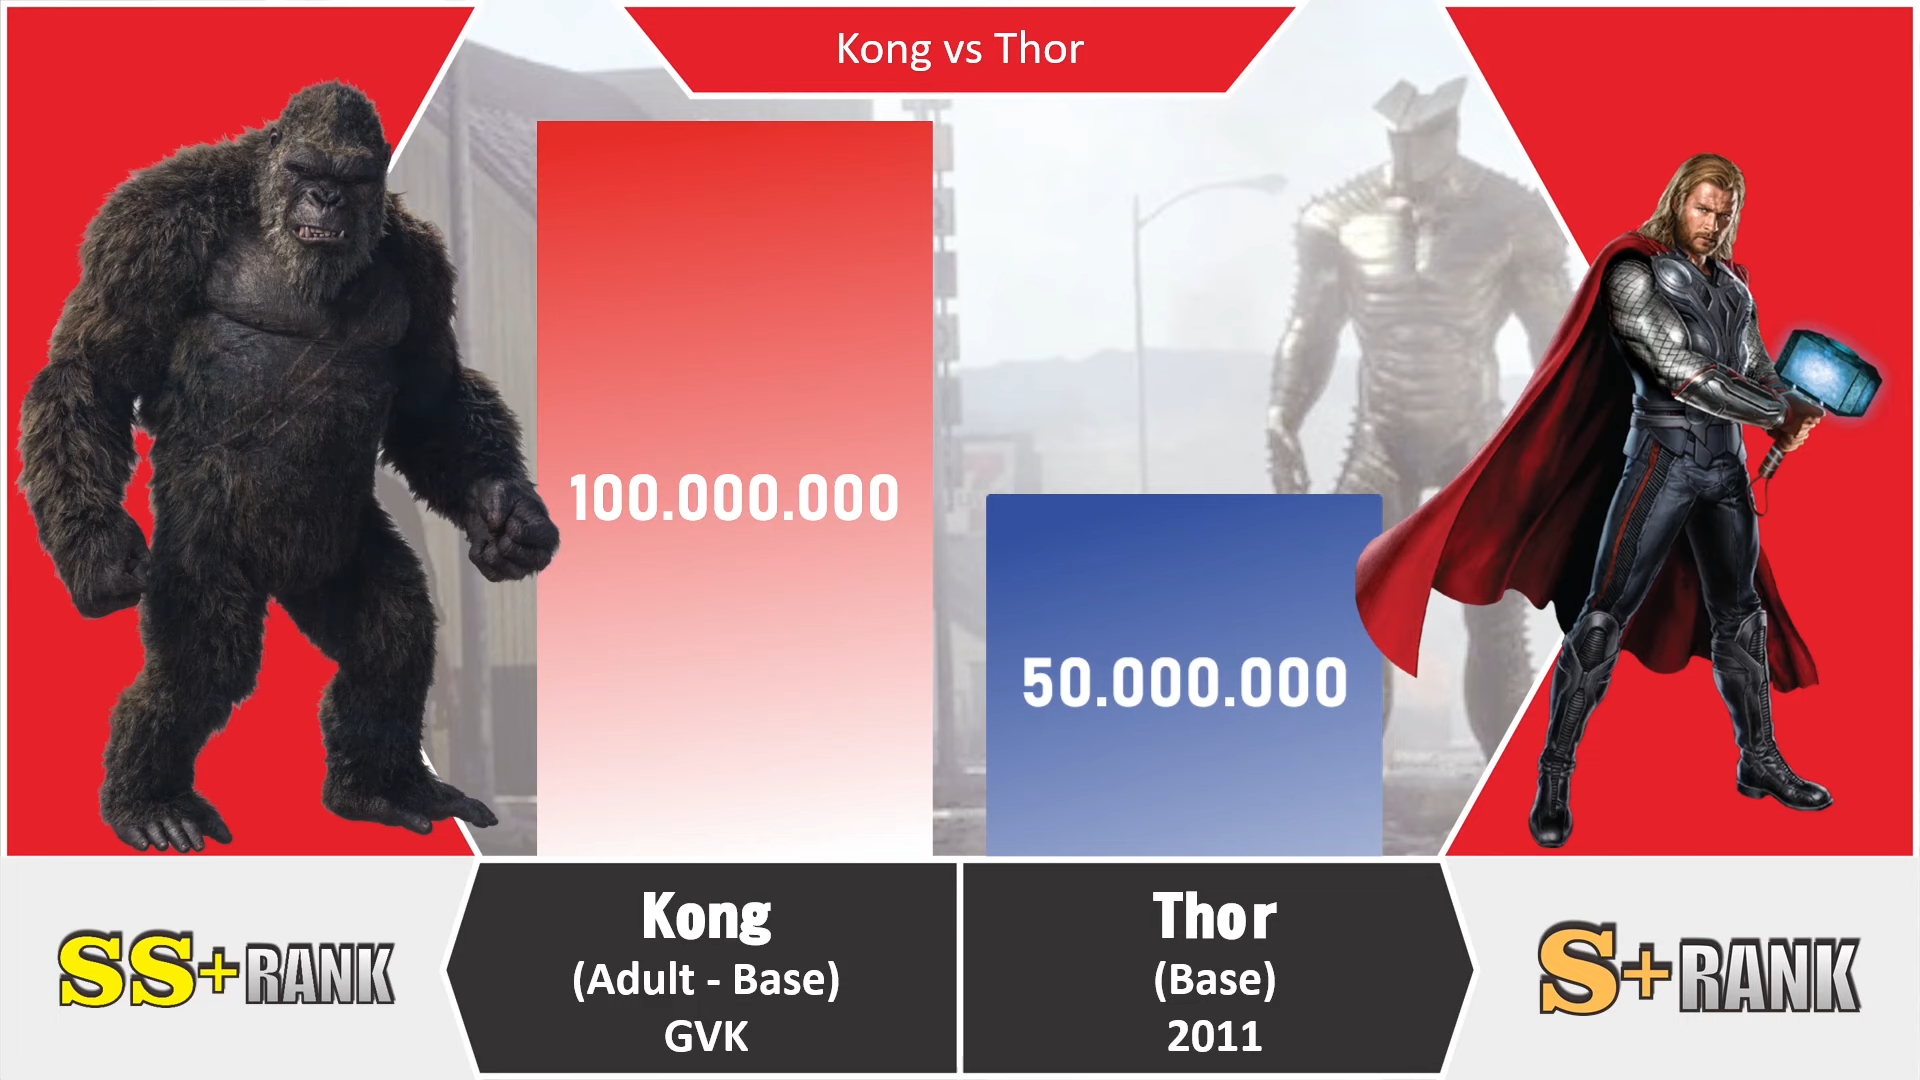 Kong vs Thor
100.000.000
50.000.000
SS+RANK
Kong
(Adult - Base)
GVK
Thor
(Base)
2011
S+RANK